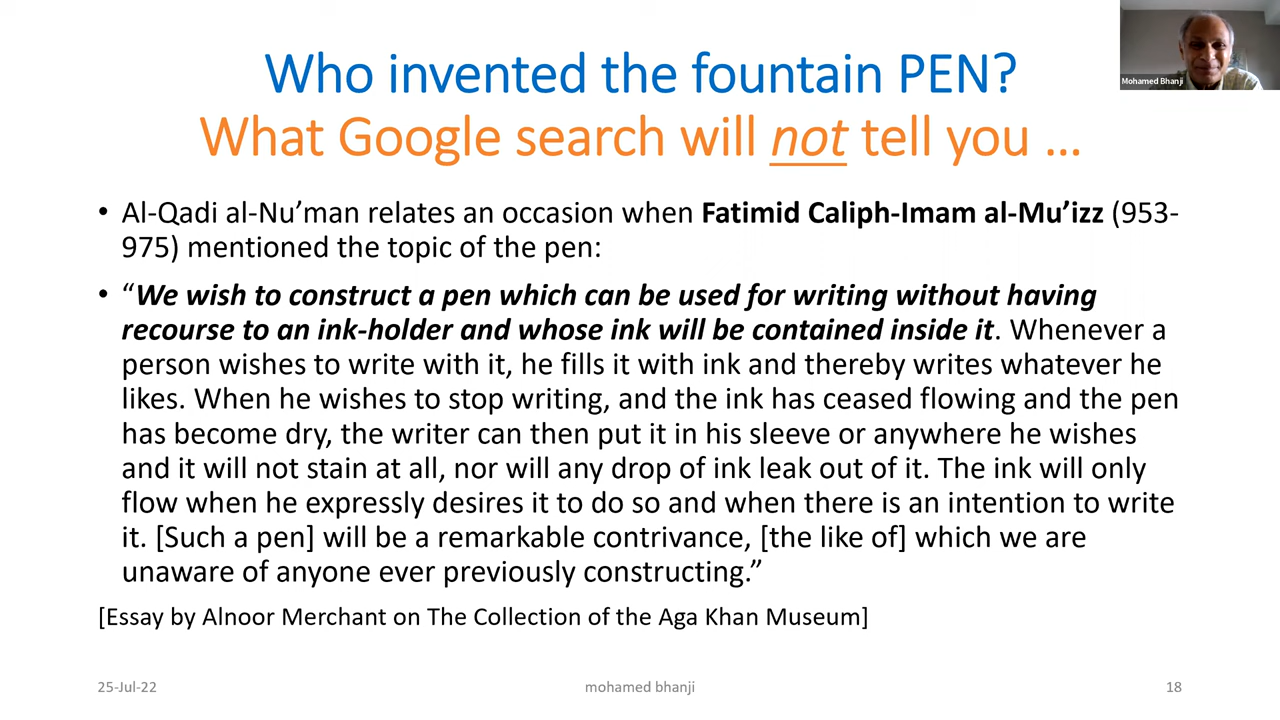 Who invented the fountain PEN?
What Google search will not tell you …
Mohamed Bhanji
• Al-Qadi al-Nu’man relates an occasion when Fatimid Caliph-Imam al-Mu’izz (953-
975) mentioned the topic of the pen:
• “We wish to construct a pen which can be used for writing without having
recourse to an ink-holder and whose ink will be contained inside it. Whenever a
person wishes to write with it, he fills it with ink and thereby writes whatever he
likes. When he wishes to stop writing, and the ink has ceased flowing and the pen
has become dry, the writer can then put it in his sleeve or anywhere he wishes
and it will not stain at all, nor will any drop of ink leak out of it. The ink will only
flow when he expressly desires it to do so and when there is an intention to write
it. [Such a pen] will be a remarkable contrivance, [the like of] which we are
unaware of anyone ever previously constructing.”
[Essay by Alnoor Merchant on The Collection of the Aga Khan Museum]
25-Jul-22
mohamed bhanji
18